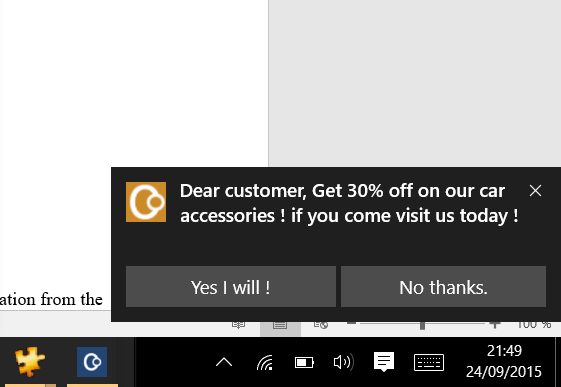 Dear customer, Get 30% off on our car
accessories ! if you come visit us today !
Yes I will !
No thanks.
ation from the
100 %
21:49
24/09/2015